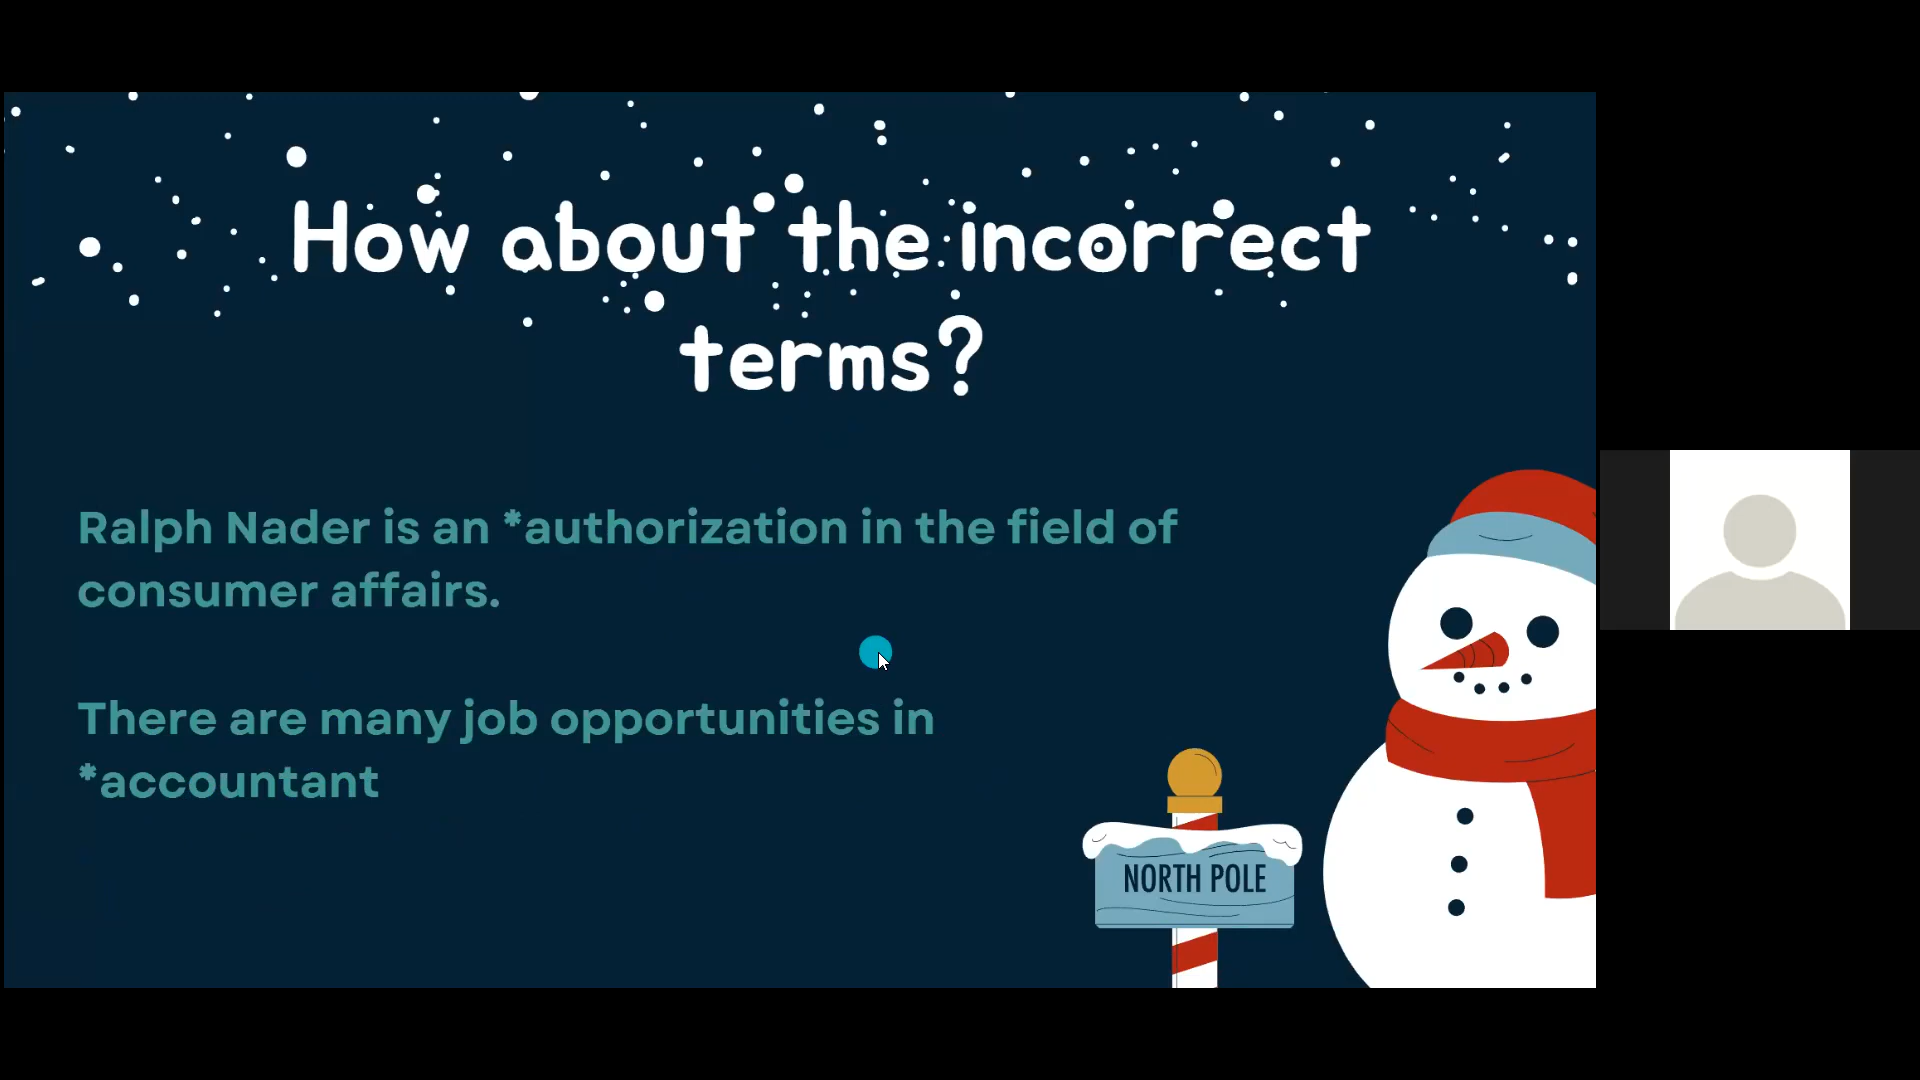 How about the incorrect
terms?
Ralph Nader is an *authorization in the field of
consumer affairs.
There are many job opportunities in
*accountant
NORTH POLE